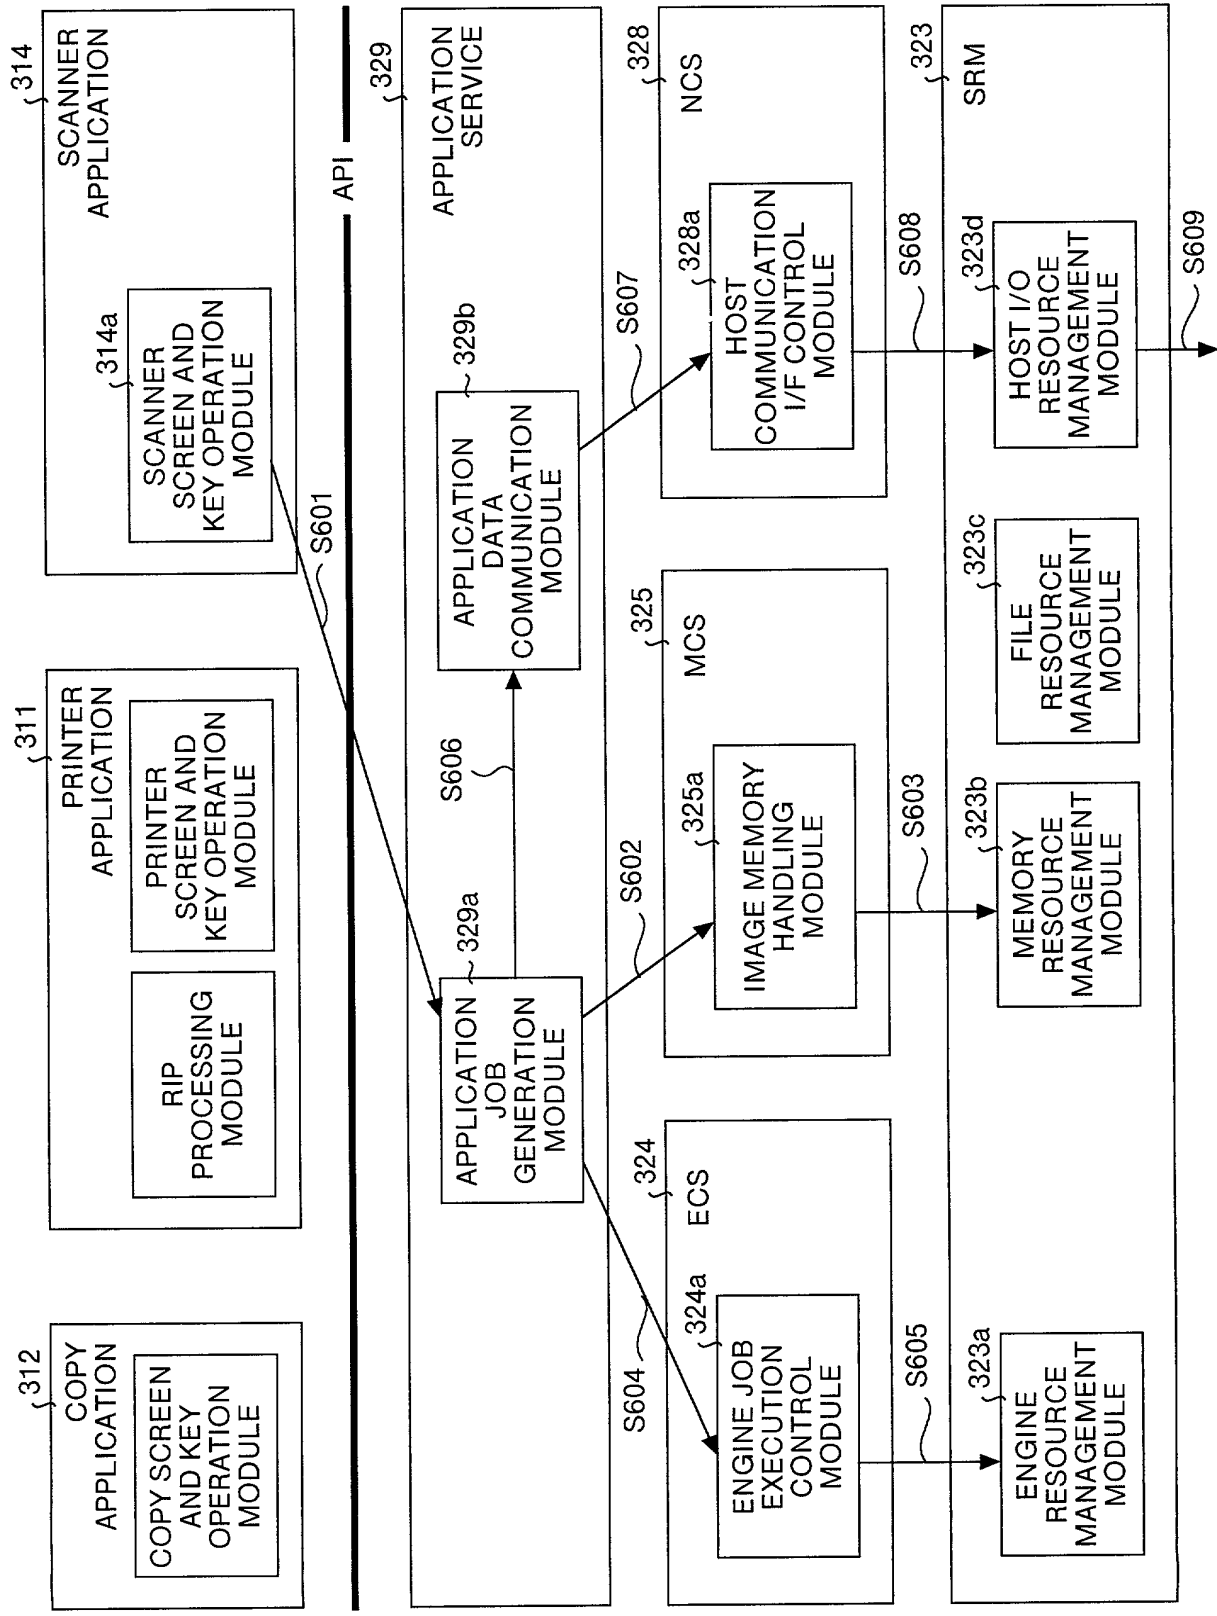 312
COPY
APPLICATION
COPY SCREEN
AND KEY
OPERATION
MODULE
311
PRINTER
APPLICATION
RIP
PROCESSING
MODULE
PRINTER
SCREEN AND
KEY OPERATION
MODULE
314
SCANNER
APPLICATION
314a
SCANNER
SCREEN AND
KEY OPERATION
MODULE
S601
API
329
APPLICATION
SERVICE
329a
APPLICATION
JOB
GENERATION
MODULE
S606
329b
APPLICATION
DATA
COMMUNICATION
MODULE
S604
S602
S607
324
ECS
324a
ENGINE JOB
EXECUTION
CONTROL
MODULE
325
MCS
325a
IMAGE MEMORY
HANDLING
MODULE
328
NCS
328a
HOST
COMMUNICATION
I/F CONTROL
MODULE
S605
S603
S608
323
SRM
323a
ENGINE
RESOURCE
MANAGEMENT
MODULE
323b
MEMORY
RESOURCE
MANAGEMENT
MODULE
323c
FILE
RESOURCE
MANAGEMENT
MODULE
323d
HOST I/O
RESOURCE
MANAGEMENT
MODULE
S609